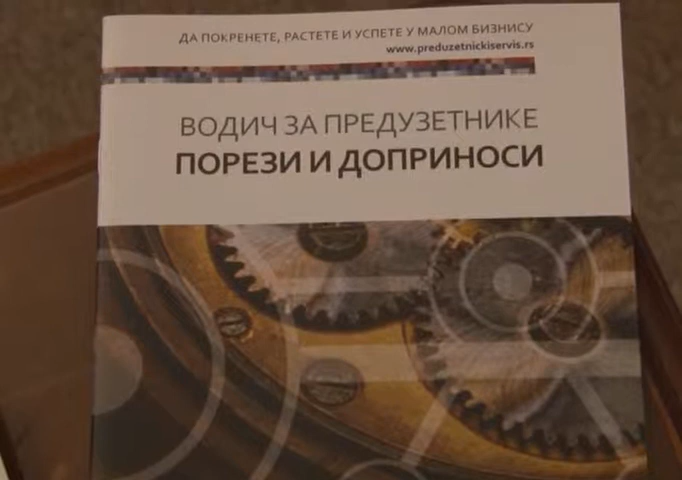 ДА ПОКРЕНЕТЕ, РАСТЕТЕ И УСПЕТЕ У МАЛОМ БИЗНИСУ
www.preduzetnickiservis.rs
ВОДИЧ ЗА ПРЕДУЗЕТНИКЕ
ПОРЕЗИ И ДОПРИНОСИ